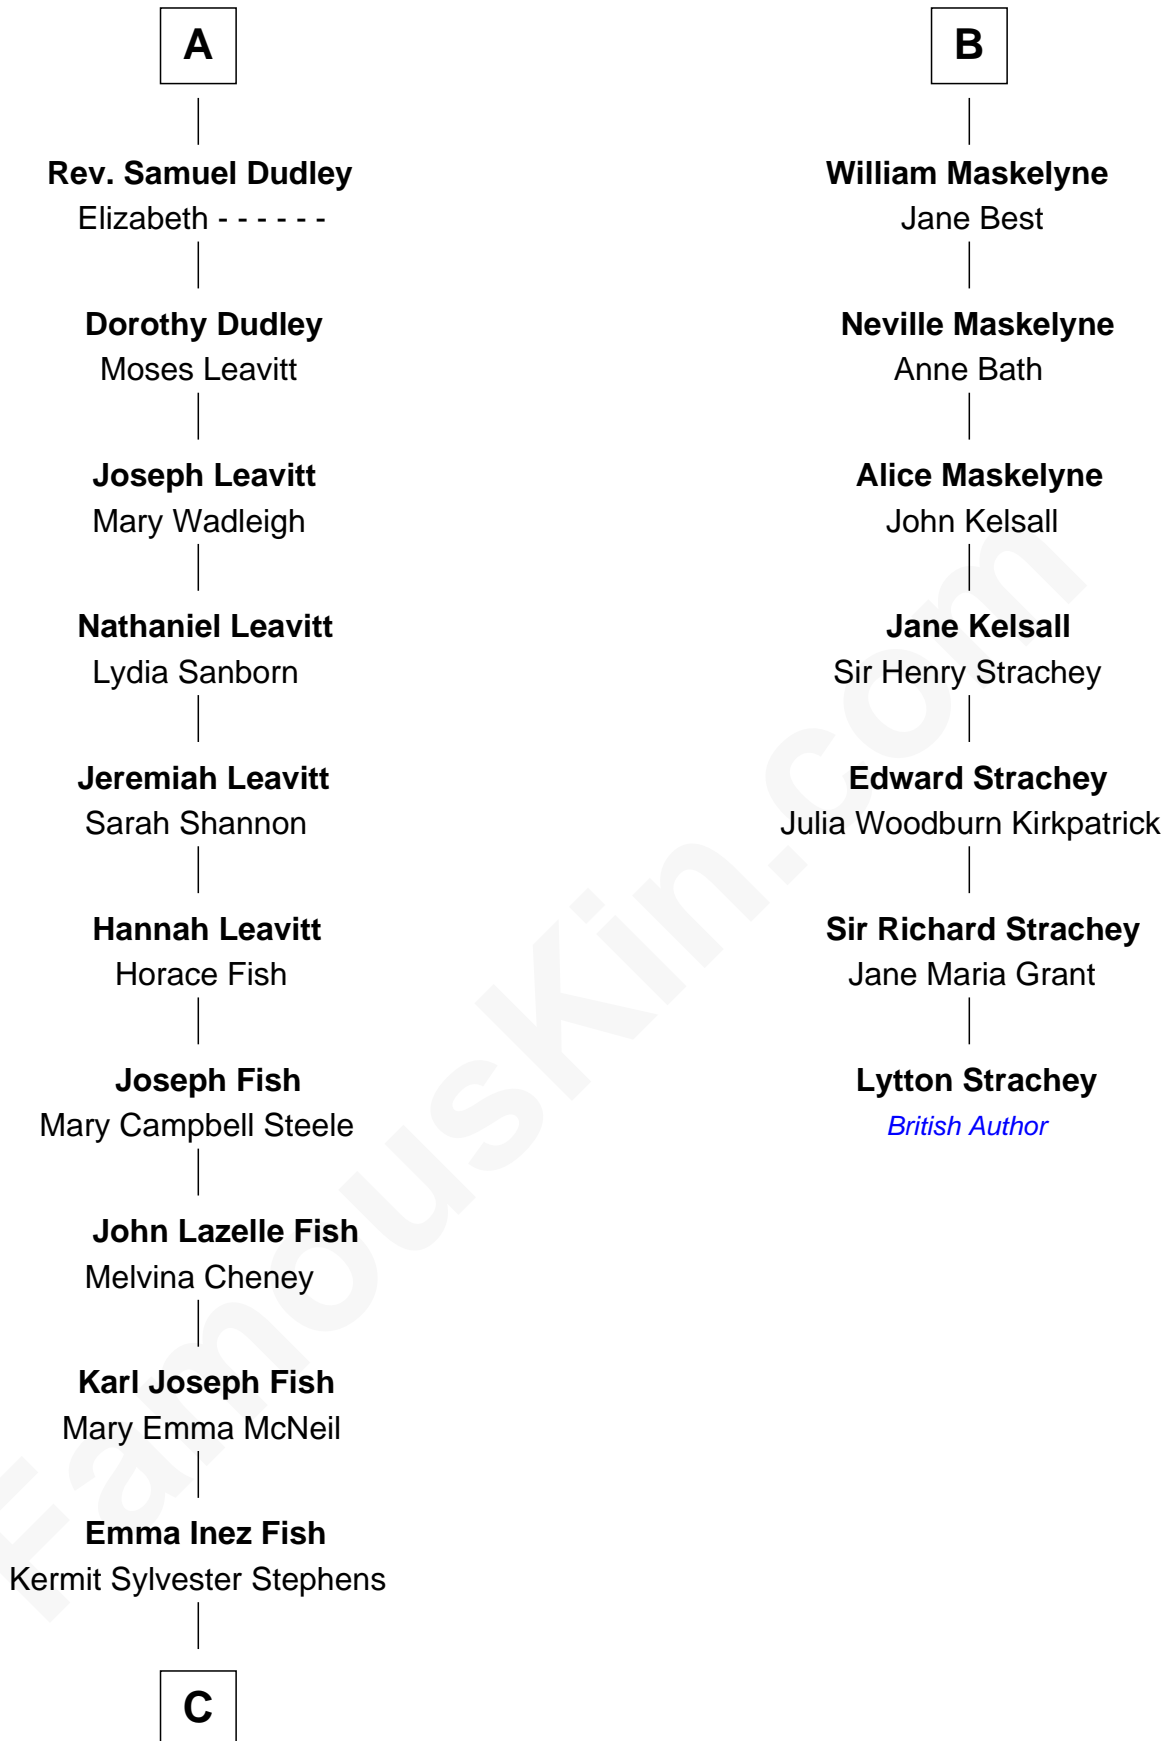 A
Rev. Samuel Dudley
Elizabeth - - - - - -
Dorothy Dudley
Moses Leavitt
Joseph Leavitt
Mary Wadleigh
Nathaniel Leavitt
Lydia Sanborn
Jeremiah Leavitt
Sarah Shannon
Hannah Leavitt
Horace Fish
Joseph Fish
Mary Campbell Steele
John Lazelle Fish
Melvina Cheney
Karl Joseph Fish
Mary Emma McNeil
Emma Inez Fish
Kermit Sylvester Stephens
C
B
William Maskelyne
Jane Best
Neville Maskelyne
Anne Bath
Alice Maskelyne
John Kelsall
Jane Kelsall
Sir Henry Strachey
Edward Strachey
Julia Woodburn Kirkpatrick
Sir Richard Strachey
Jane Maria Grant
Lytton Strachey
British Author
FamousKin.com